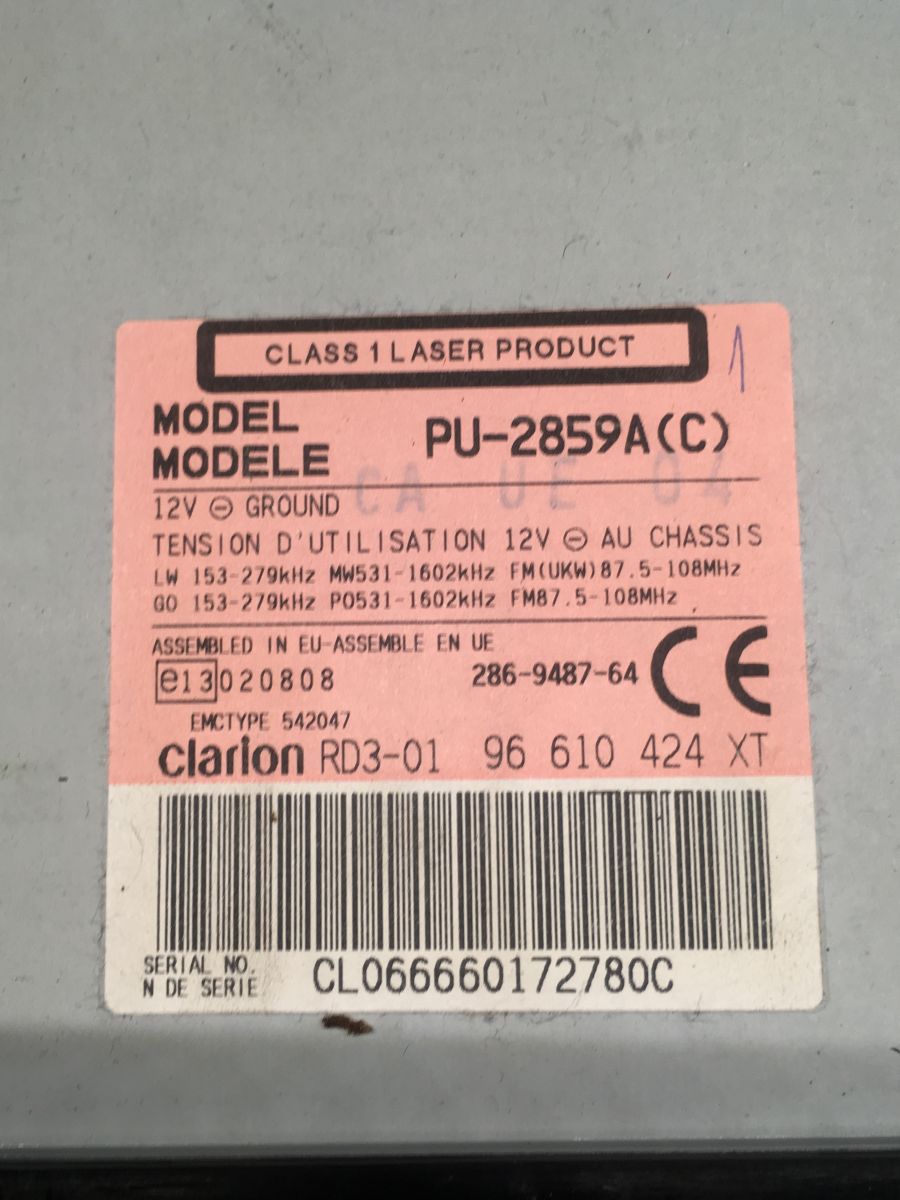 CLASS 1 LASER PRODUCT
1
MODEL
MODELE
PU-2859A(C)
CA UE 04
12V ⊖ GROUND
TENSION D'UTILISATION 12V ⊖ AU CHASSIS
LW 153-279kHz MW531-1602kHz FM(UKW)87.5-108MHz
GO 153-279kHz PO531-1602kHz FM87.5-108MHz
ASSEMBLED IN EU-ASSEMBLE EN UE
e13 020808 286-9487-64 CE
EMCTYPE 542047
clarion RD3-01 96 610 424 XT
SERIAL NO.
N DE SERIE
CL066660172780C